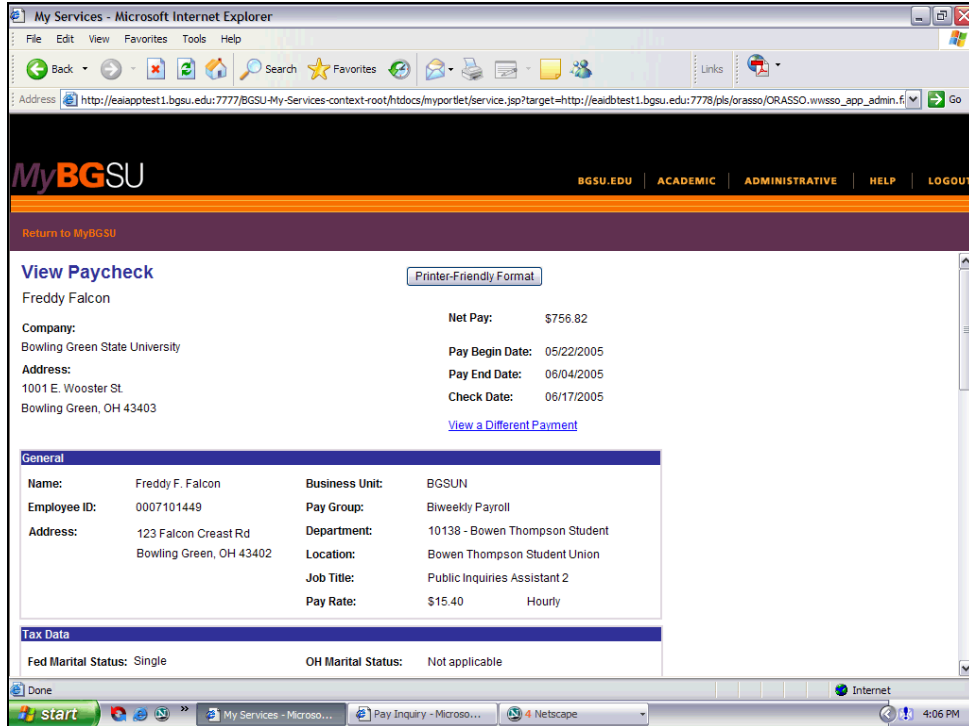 My Services - Microsoft Internet Explorer
File Edit View Favorites Tools Help
Back Search Favorites Links
Address http://eaiapptest1.bgsu.edu:7777/BGSU-My-Services-context-root/htdocs/myportlet/service.jsp?target=http://eaidbtest1.bgsu.edu:7778/pls/orasso/ORASSO.wwsso_app_admin.f Go
MyBGSU
BGSU.EDU ACADEMIC ADMINISTRATIVE HELP LOGOUT
Return to MyBGSU
View Paycheck
Printer-Friendly Format
Freddy Falcon
Net Pay: $756.82
Company:
Bowling Green State University
Pay Begin Date: 05/22/2005
Address:
Pay End Date: 06/04/2005
1001 E. Wooster St.
Check Date: 06/17/2005
Bowling Green, OH 43403
View a Different Payment
General
Name: Freddy F. Falcon Business Unit: BGSUN
Employee ID: 0007101449 Pay Group: Biweekly Payroll
Address: 123 Falcon Creast Rd Department: 10138 - Bowen Thompson Student
Bowling Green, OH 43402 Location: Bowen Thompson Student Union
Job Title: Public Inquiries Assistant 2
Pay Rate: $15.40 Hourly
Tax Data
Fed Marital Status: Single OH Marital Status: Not applicable
Done Internet
start » My Services - Microso... Pay Inquiry - Microso... 4 Netscape 4:06 PM